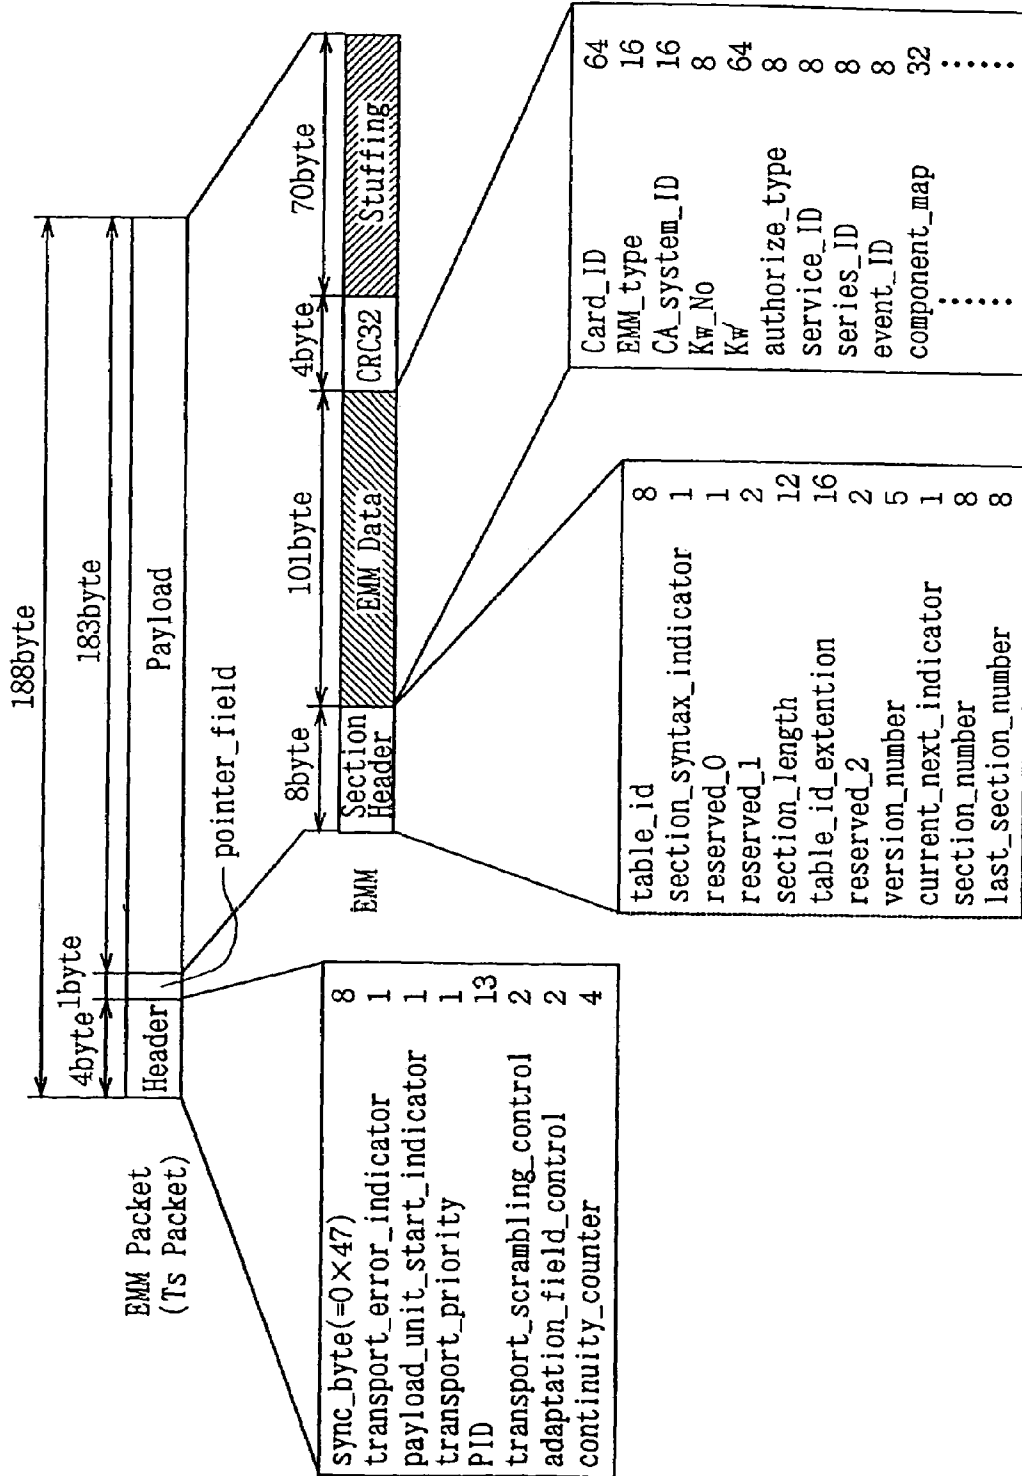 188byte
4byte 1byte 183byte
Header Payload
pointer_field
EMM Packet
(Ts Packet)
8byte 101byte 4byte 70byte
EMM
Section
Header
EMM Data
CRC32
Stuffing
sync_byte(=0×47) 8
transport_error_indicator 1
payload_unit_start_indicator 1
transport_priority 1
PID 13
transport_scrambling_control 2
adaptation_field_control 2
continuity_counter 4
table_id 8
section_syntax_indicator 1
reserved_0 1
reserved_1 2
section_length 12
table_id_extention 16
reserved_2 2
version_number 5
current_next_indicator 1
section_number 8
last_section_number 8
Card_ID 64
EMM_type 16
CA_system_ID 16
Kw_No 8
Kw 64
authorize_type 8
service_ID 8
series_ID 8
event_ID 8
component_map 32
...... ......